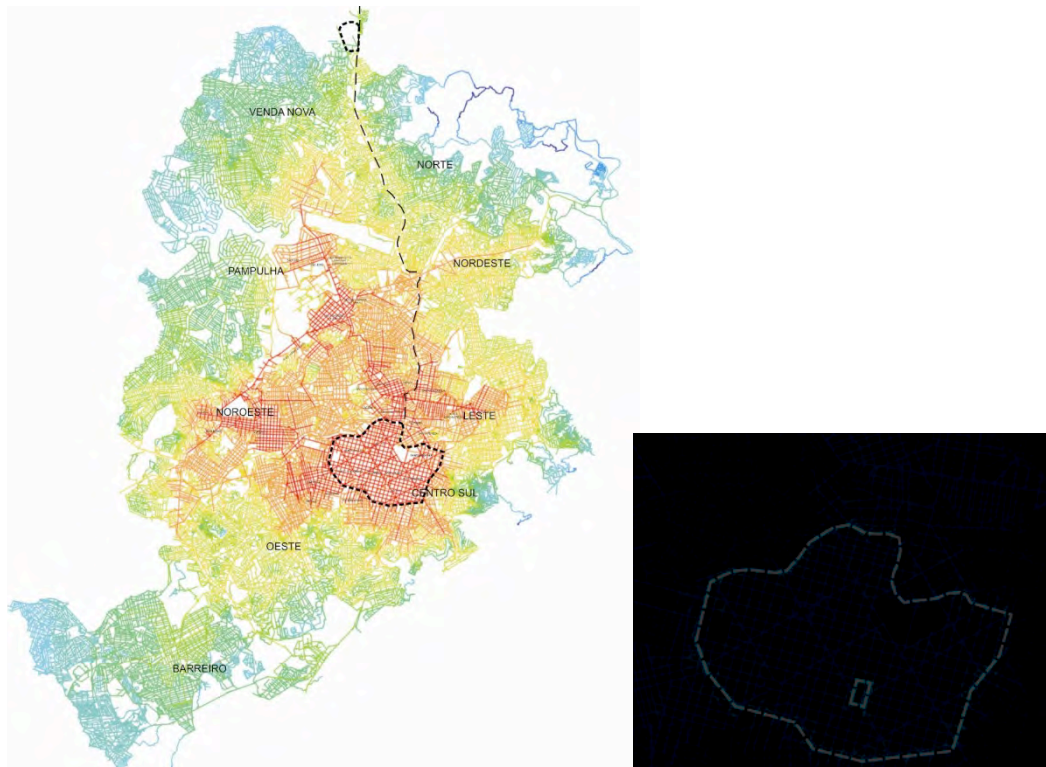 VENDA NOVA
NORTE
NORDESTE
PAMPULHA
NOROESTE
LESTE
CENTRO SUL
OESTE
BARREIRO